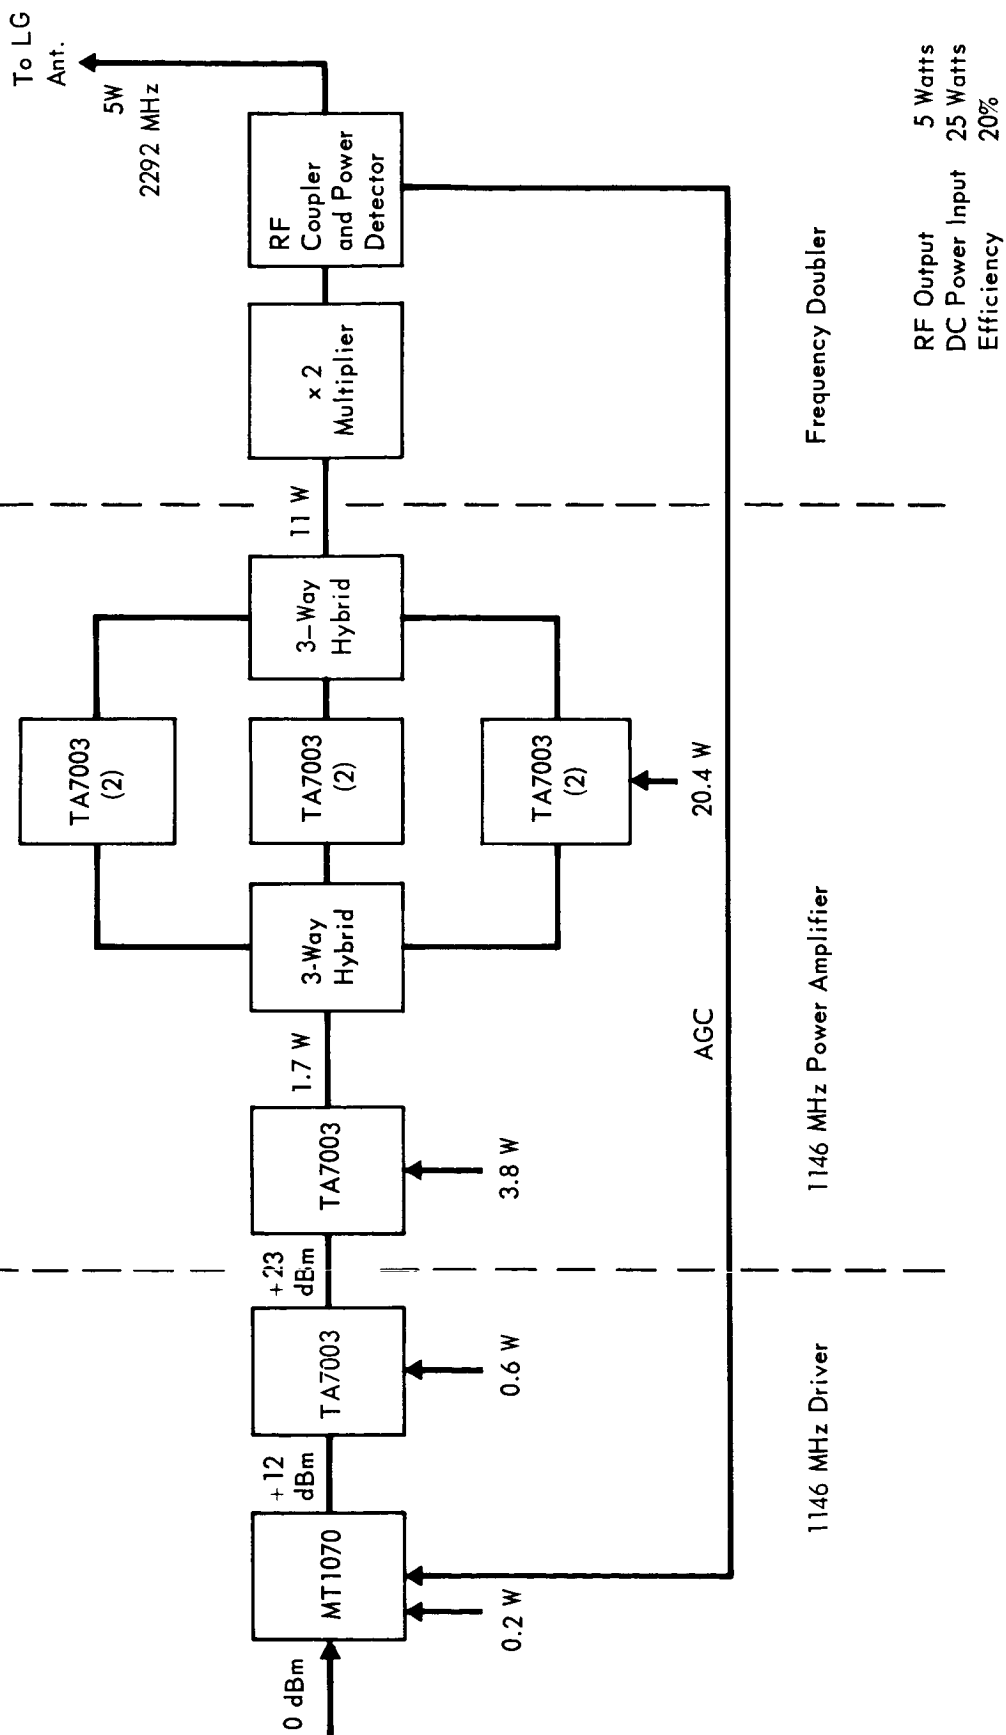 0 dBm
MT1070
0.2 W
+12
dBm
TA7003
0.6 W
+23
dBm
TA7003
3.8 W
1.7 W
3-Way
Hybrid
TA7003
(2)
TA7003
(2)
TA7003
(2)
20.4 W
3-Way
Hybrid
11 W
x 2
Multiplier
RF
Coupler
and Power
Detector
5W
2292 MHz
To LG
Ant.
AGC
1146 MHz Driver
1146 MHz Power Amplifier
Frequency Doubler
RF Output 5 Watts
DC Power Input 25 Watts
Efficiency 20%